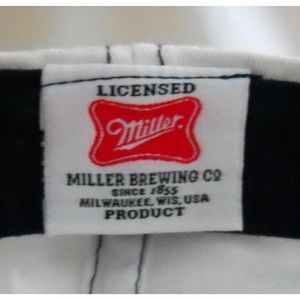 LICENSED
Miller
MILLER BREWING CO
SINCE 1855
MILWAUKEE, WIS, USA
PRODUCT